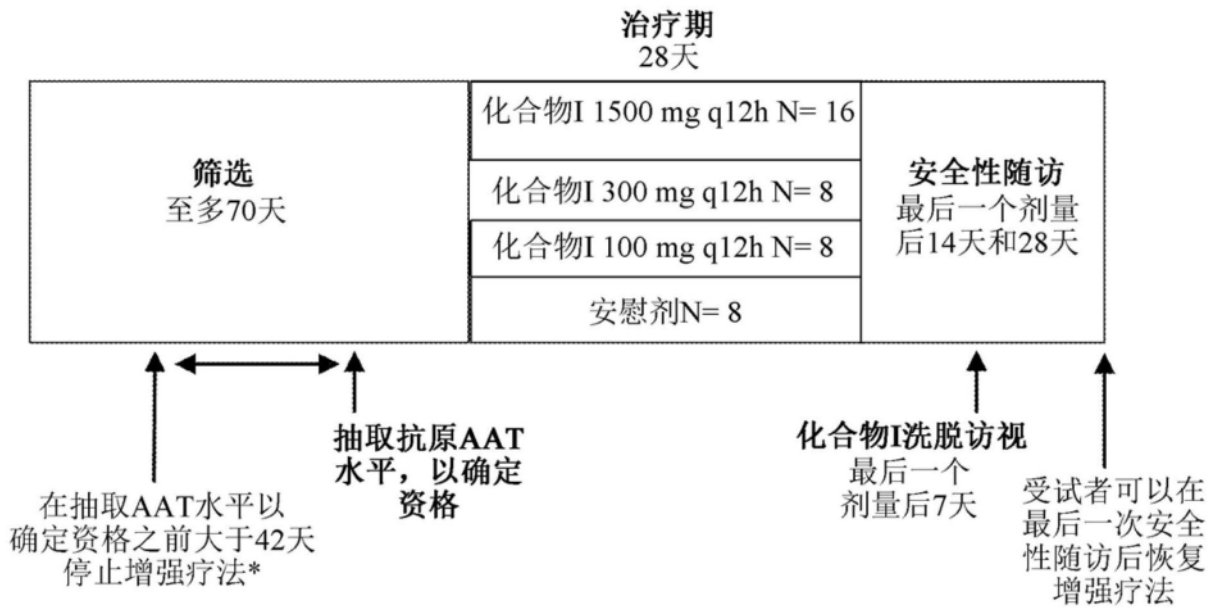 治疗期
28天
筛选
至多70天
化合物I 1500 mg q12h N= 16
化合物I 300 mg q12h N= 8
化合物I 100 mg q12h N= 8
安慰剂N= 8
安全性随访
最后一个剂量
后14天和28天
在抽取AAT水平以
确定资格之前大于42天
停止增强疗法*
抽取抗原AAT
水平，以确定
资格
化合物I洗脱访视
最后一个
剂量后7天
受试者可以在
最后一次安全
性随访后恢复
增强疗法